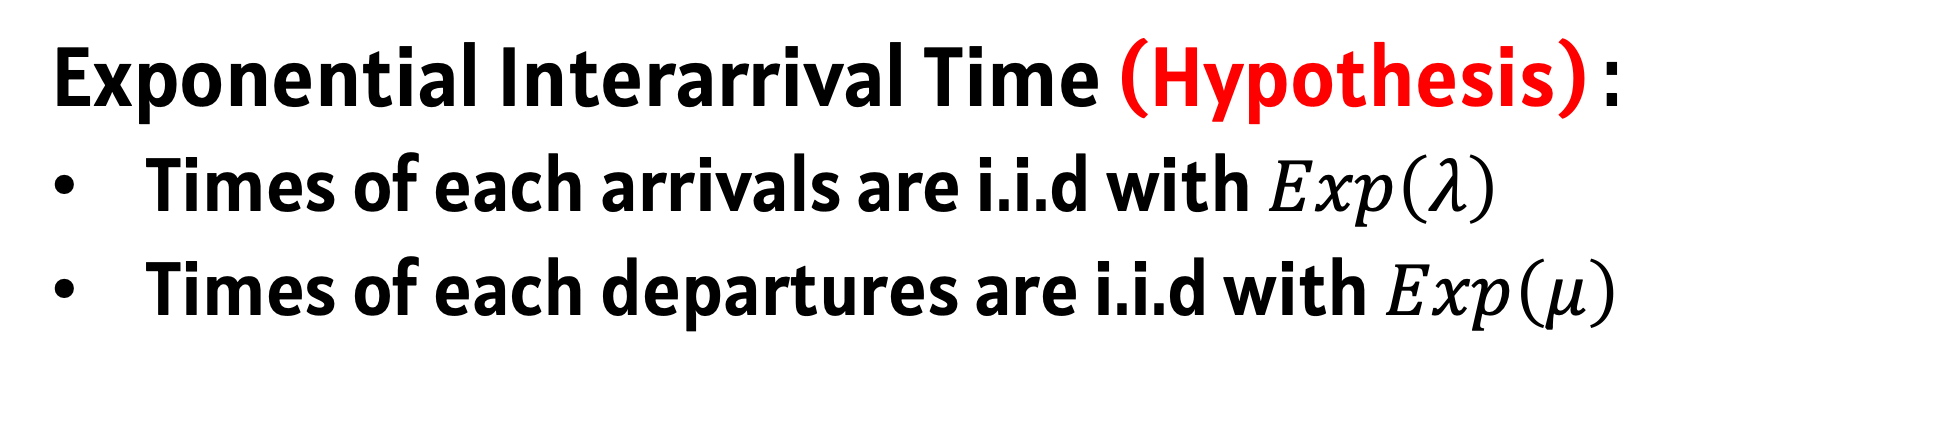 Exponential Interarrival Time (Hypothesis) :
• Times of each arrivals are i.i.d with Exp(λ)
• Times of each departures are i.i.d with Exp(μ)